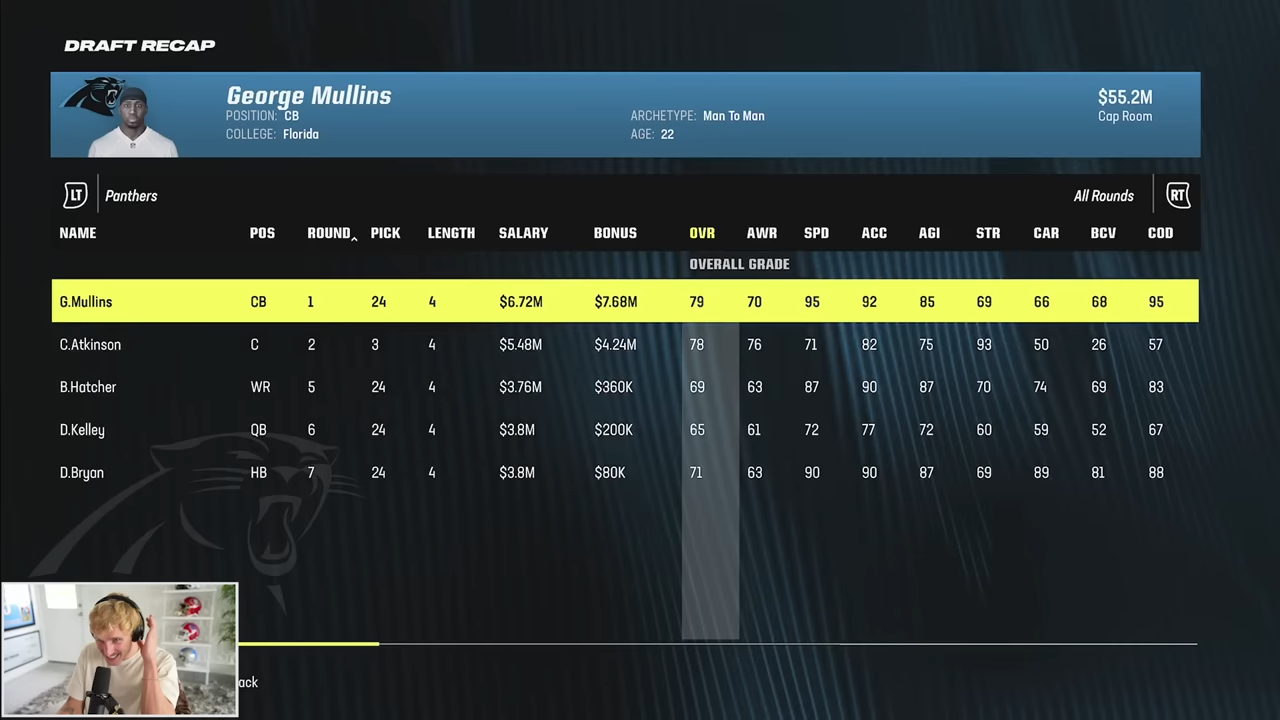 DRAFT RECAP
George Mullins
POSITION: CB
COLLEGE: Florida
ARCHETYPE: Man To Man
AGE: 22
$55.2M
Cap Room
LT Panthers All Rounds RT
NAME POS ROUND PICK LENGTH SALARY BONUS OVR AWR SPD ACC AGI STR CAR BCV COD
OVERALL GRADE
G.Mullins CB 1 24 4 $6.72M $7.68M 79 70 95 92 85 69 66 68 95
C.Atkinson C 2 3 4 $5.48M $4.24M 78 76 71 82 75 93 50 26 57
B.Hatcher WR 5 24 4 $3.76M $360K 69 63 87 90 87 70 74 69 83
D.Kelley QB 6 24 4 $3.8M $200K 65 61 72 77 72 60 59 52 67
D.Bryan HB 7 24 4 $3.8M $80K 71 63 90 90 87 69 89 81 88
ack